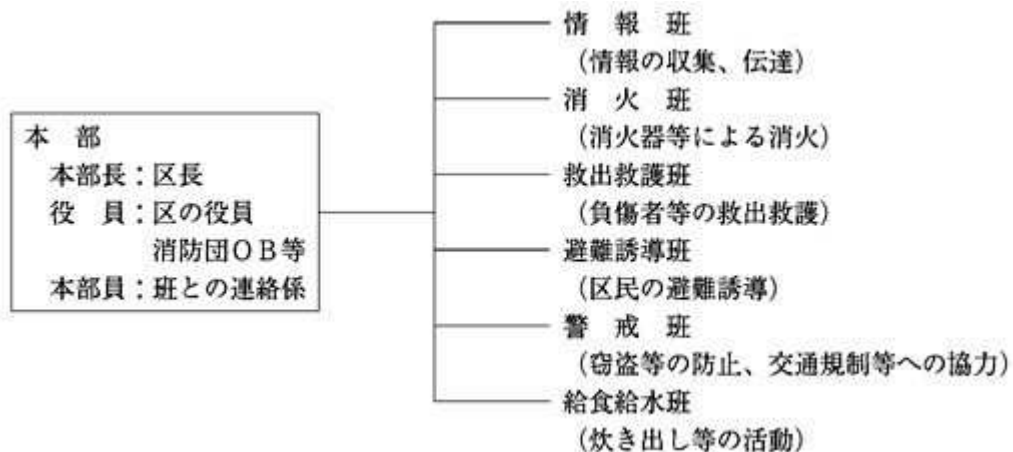 本 部
本部長：区長
役 員：区の役員
消防団ＯＢ等
本部員：班との連絡係
情 報 班
（情報の収集、伝達）
消 火 班
（消火器等による消火）
救出救護班
（負傷者等の救出救護）
避難誘導班
（区民の避難誘導）
警 戒 班
（窃盗等の防止、交通規制等への協力）
給食給水班
（炊き出し等の活動）